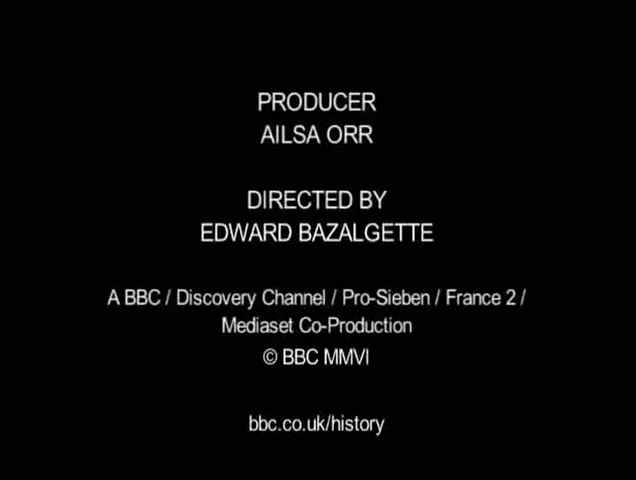 PRODUCER
AILSA ORR
DIRECTED BY
EDWARD BAZALGETTE
A BBC / Discovery Channel / Pro-Sieben / France 2 /
Mediaset Co-Production
© BBC MMVI
bbc.co.uk/history